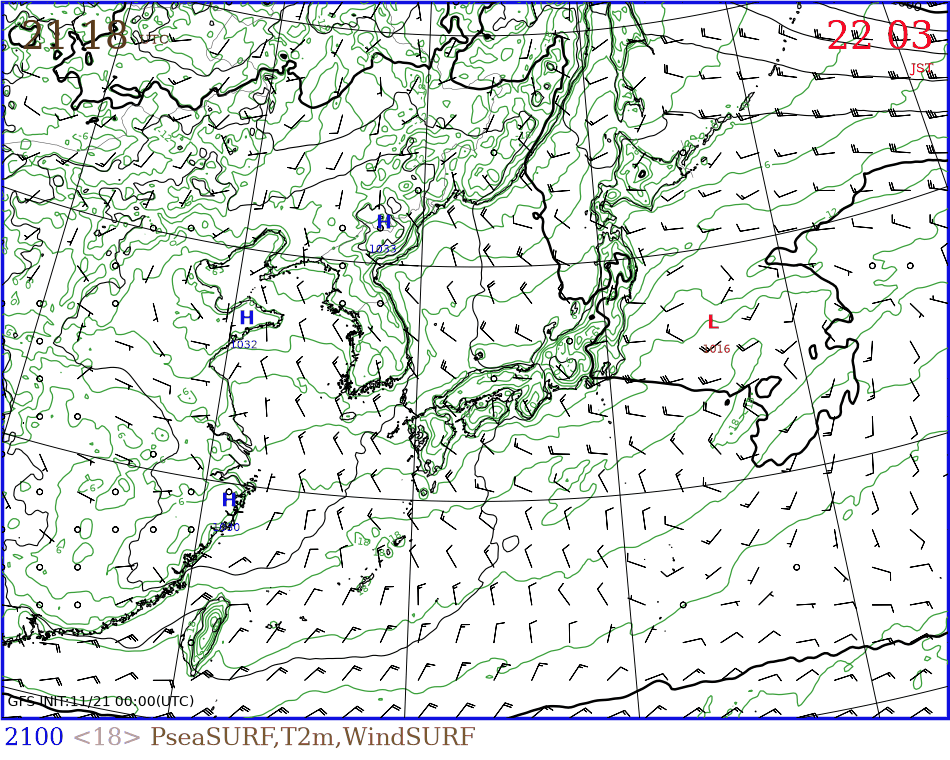 21 18 UTC
22 03
JST
H
1033
H
1032
L
1016
H
GFS INIT:11/21 00:00(UTC)
2100 <18> PseaSURF,T2m,WindSURF